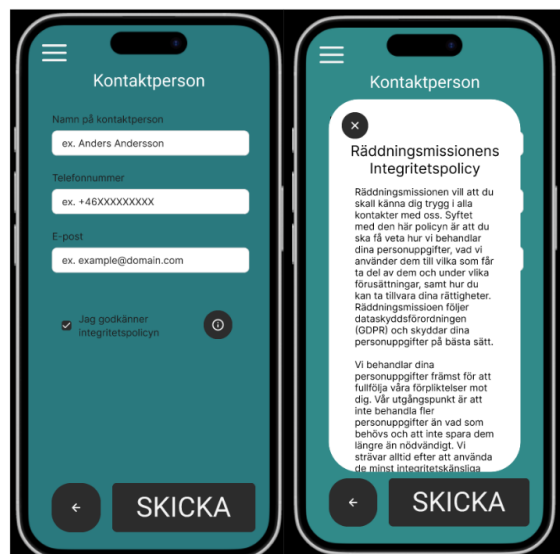 Kontaktperson
Namn på kontaktperson
ex. Anders Andersson
Telefonnummer
ex. +46XXXXXXXXX
E-post
ex. example@domain.com
Jag godkänner
integritetspolicyn
SKICKA
Kontaktperson
Räddningsmissionens
Integritetspolicy
Räddningsmissionen vill att du
skall känna dig trygg i alla
kontakter med oss. Syftet
med den här policyn är att du
ska få veta hur vi behandlar
dina personuppgifter, vad vi
använder dem till vilka som får
ta del av dem och under vlika
förusättningar, samt hur du
kan ta tillvara dina rättigheter.
Räddningsmissioen följer
dataskyddsförordningen
(GDPR) och skyddar dina
personuppgifter på bästa sätt.
Vi behandlar dina
personuppgifter främst för att
fullfölja våra förpliktelser mot
dig. Vår utgångspunkt är att
inte behandla fler
personuppgifter än vad som
behövs och att inte spara dem
längre än nödvändigt. Vi
strävar alltid efter att använda
de minst integritetskänsliga
SKICKA